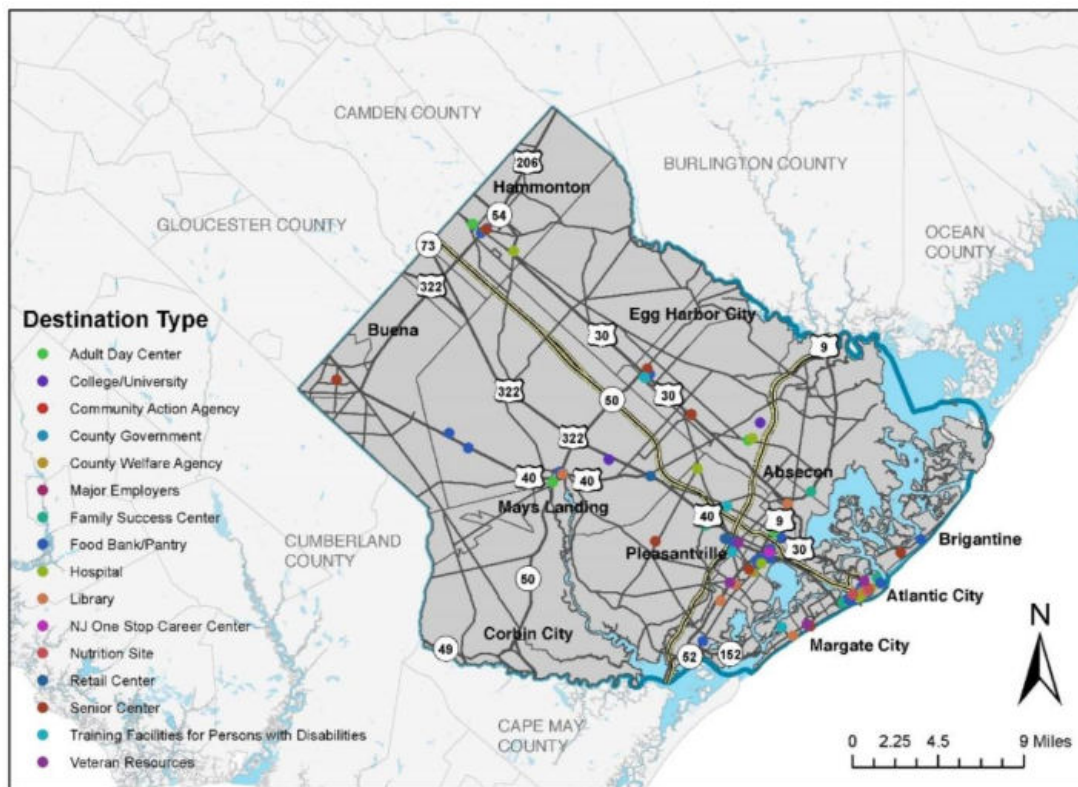 CAMDEN COUNTY
BURLINGTON COUNTY
206
Hammonton
54
GLOUCESTER COUNTY
OCEAN
COUNTY
73
322
Destination Type
Buena
Egg Harbor City
30
9
Adult Day Center
College/University
Community Action Agency
County Government
County Welfare Agency
Major Employers
Family Success Center
Food Bank/Pantry
Hospital
Library
NJ One Stop Career Center
Nutrition Site
Retail Center
Senior Center
Training Facilities for Persons with Disabilities
Veteran Resources
322
50
30
322
Absecon
40
40
Mays Landing
40
9
30
CUMBERLAND
COUNTY
Pleasantville
Brigantine
50
Atlantic City
Corbin City
Margate City
49
52
152
CAPE MAY
COUNTY
N
0 2.25 4.5 9 Miles